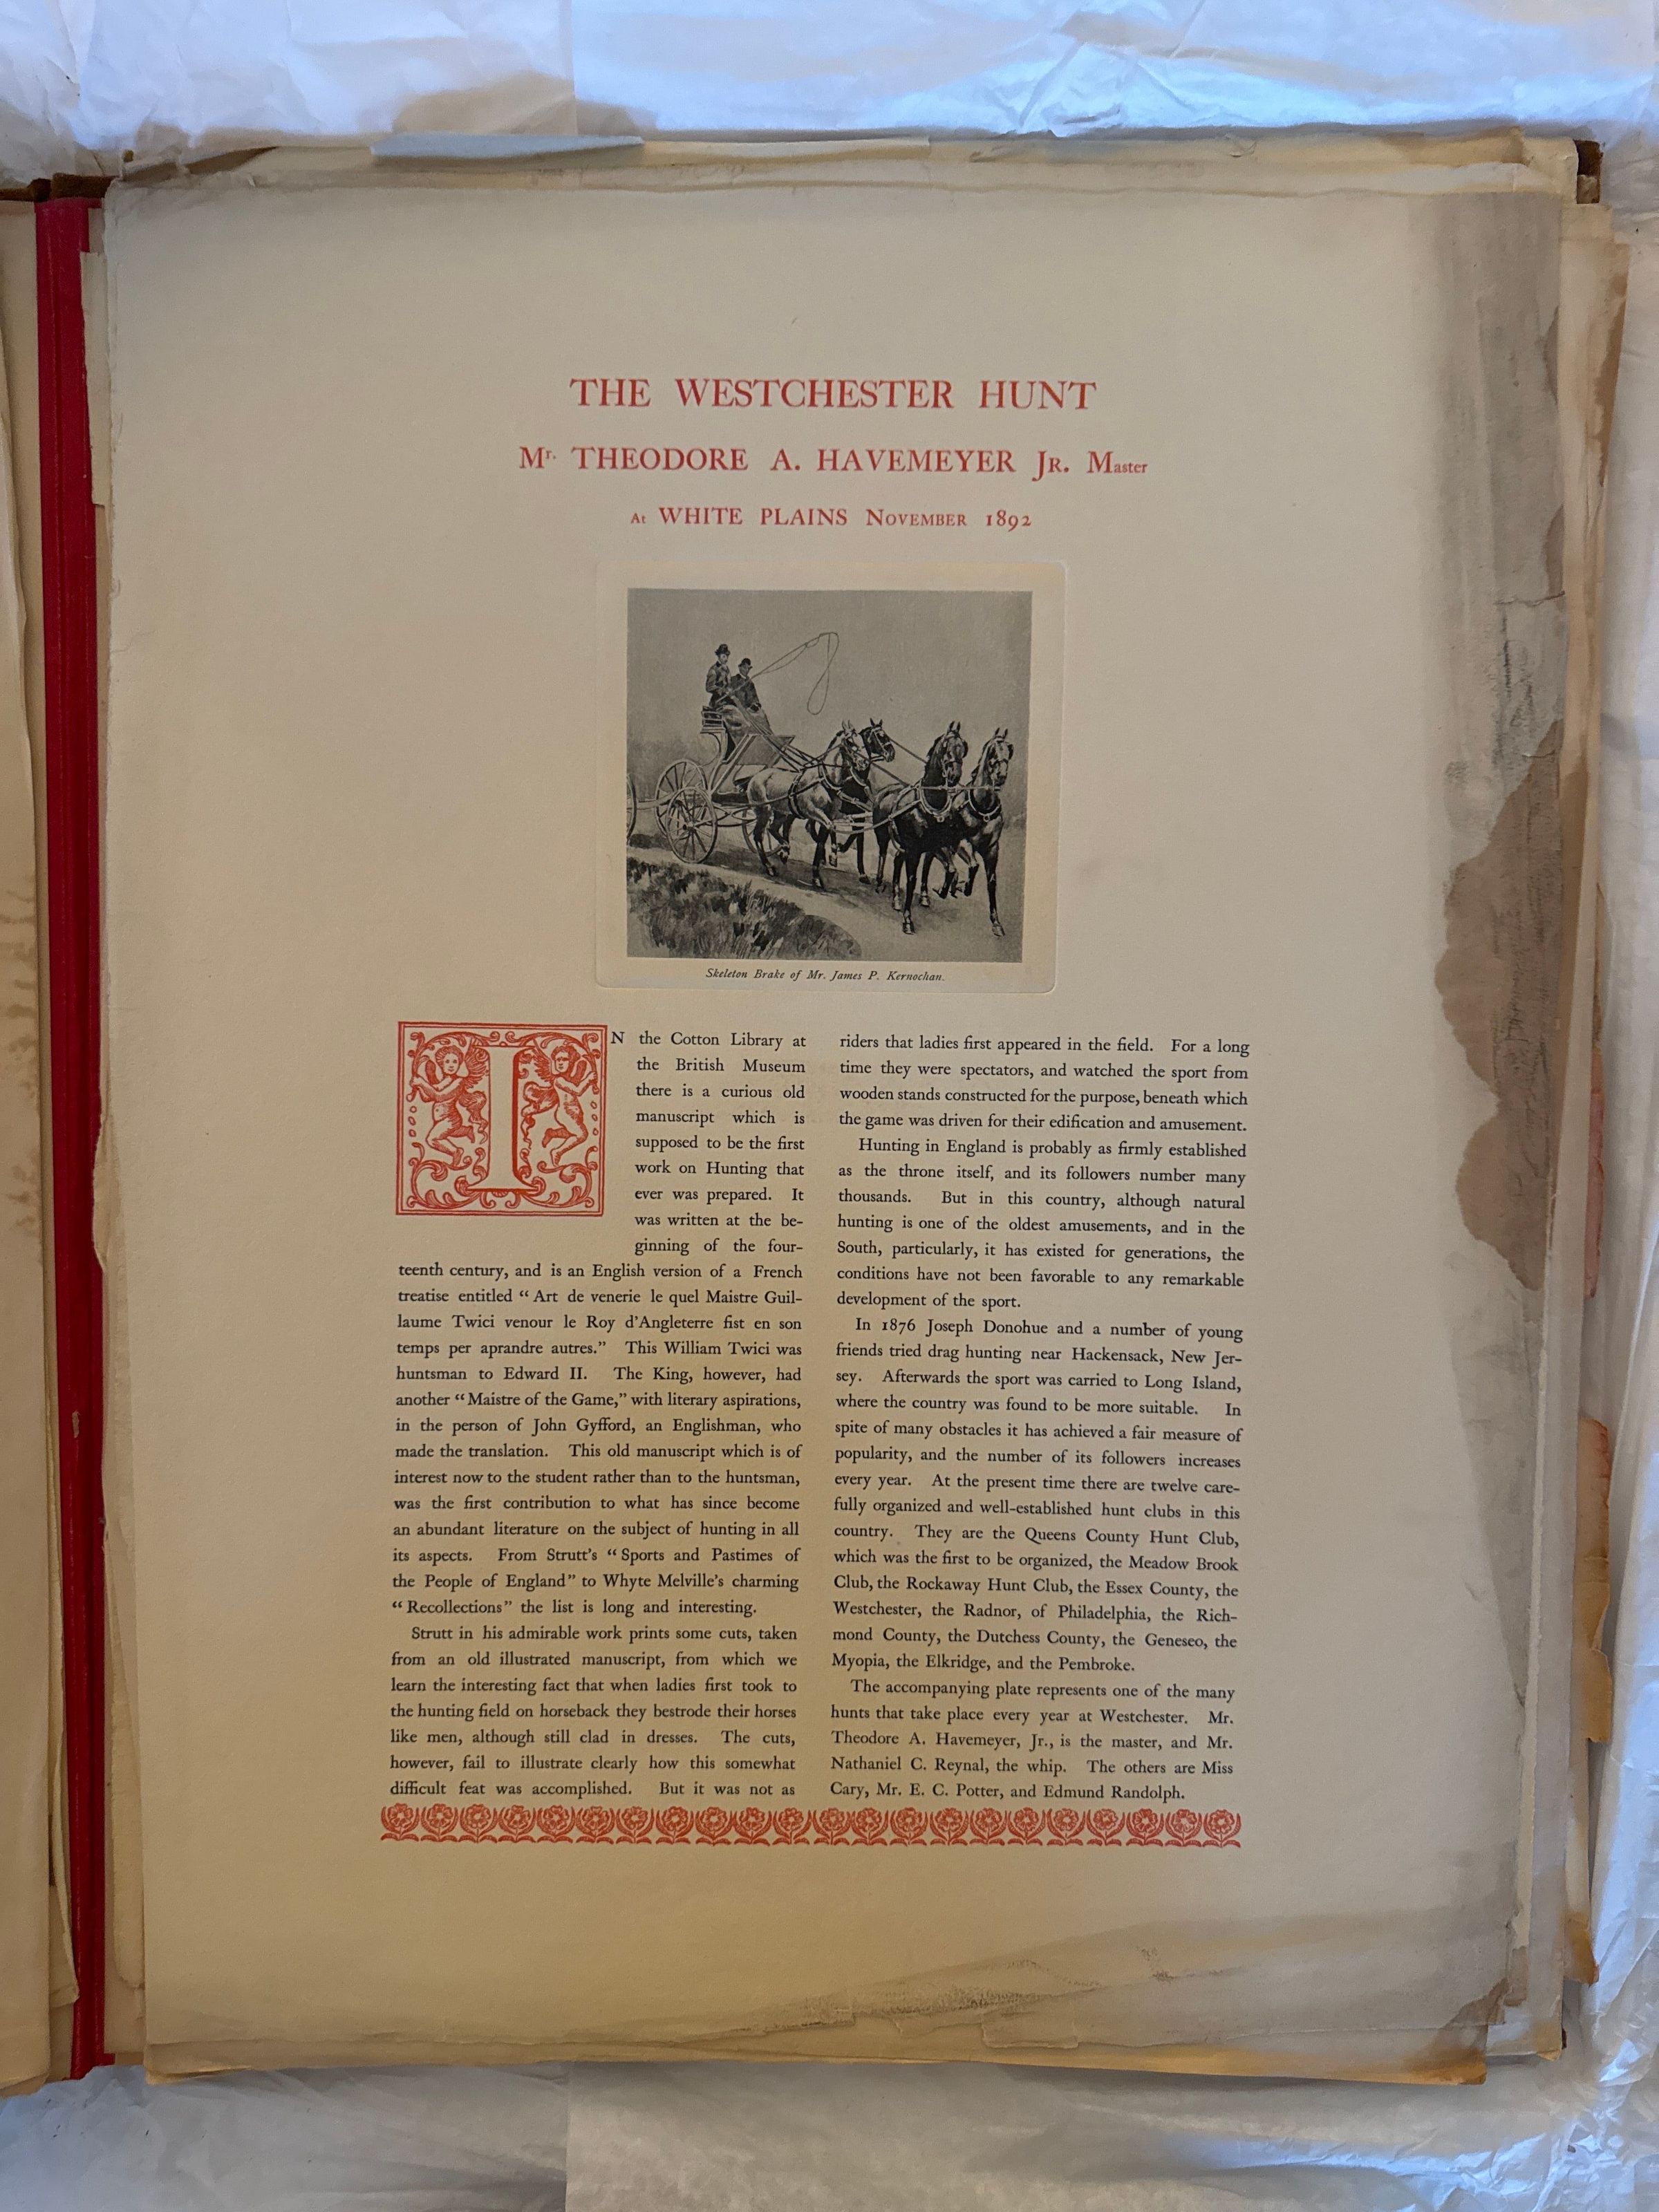 THE WESTCHESTER HUNT
Mr. THEODORE A. HAVEMEYER JR. Master
At WHITE PLAINS NOVEMBER 1892
Skeleton Brake of Mr. James P. Kernochan.
IN the Cotton Library at
the British Museum
there is a curious old
manuscript which is
supposed to be the first
work on Hunting that
ever was prepared. It
was written at the be-
ginning of the four-
teenth century, and is an English version of a French
treatise entitled “ Art de venerie le quel Maistre Guil-
laume Twici venour le Roy d’Angleterre fist en son
temps per aprandre autres.” This William Twici was
huntsman to Edward II. The King, however, had
another “ Maistre of the Game,” with literary aspirations,
in the person of John Gyfford, an Englishman, who
made the translation. This old manuscript which is of
interest now to the student rather than to the huntsman,
was the first contribution to what has since become
an abundant literature on the subject of hunting in all
its aspects. From Strutt’s “ Sports and Pastimes of
the People of England” to Whyte Melville’s charming
“ Recollections” the list is long and interesting.
Strutt in his admirable work prints some cuts, taken
from an old illustrated manuscript, from which we
learn the interesting fact that when ladies first took to
the hunting field on horseback they bestrode their horses
like men, although still clad in dresses. The cuts,
however, fail to illustrate clearly how this somewhat
difficult feat was accomplished. But it was not as
riders that ladies first appeared in the field. For a long
time they were spectators, and watched the sport from
wooden stands constructed for the purpose, beneath which
the game was driven for their edification and amusement.
Hunting in England is probably as firmly established
as the throne itself, and its followers number many
thousands. But in this country, although natural
hunting is one of the oldest amusements, and in the
South, particularly, it has existed for generations, the
conditions have not been favorable to any remarkable
development of the sport.
In 1876 Joseph Donohue and a number of young
friends tried drag hunting near Hackensack, New Jer-
sey. Afterwards the sport was carried to Long Island,
where the country was found to be more suitable. In
spite of many obstacles it has achieved a fair measure of
popularity, and the number of its followers increases
every year. At the present time there are twelve care-
fully organized and well-established hunt clubs in this
country. They are the Queens County Hunt Club,
which was the first to be organized, the Meadow Brook
Club, the Rockaway Hunt Club, the Essex County, the
Westchester, the Radnor, of Philadelphia, the Rich-
mond County, the Dutchess County, the Geneseo, the
Myopia, the Elkridge, and the Pembroke.
The accompanying plate represents one of the many
hunts that take place every year at Westchester. Mr.
Theodore A. Havemeyer, Jr., is the master, and Mr.
Nathaniel C. Reynal, the whip. The others are Miss
Cary, Mr. E. C. Potter, and Edmund Randolph.